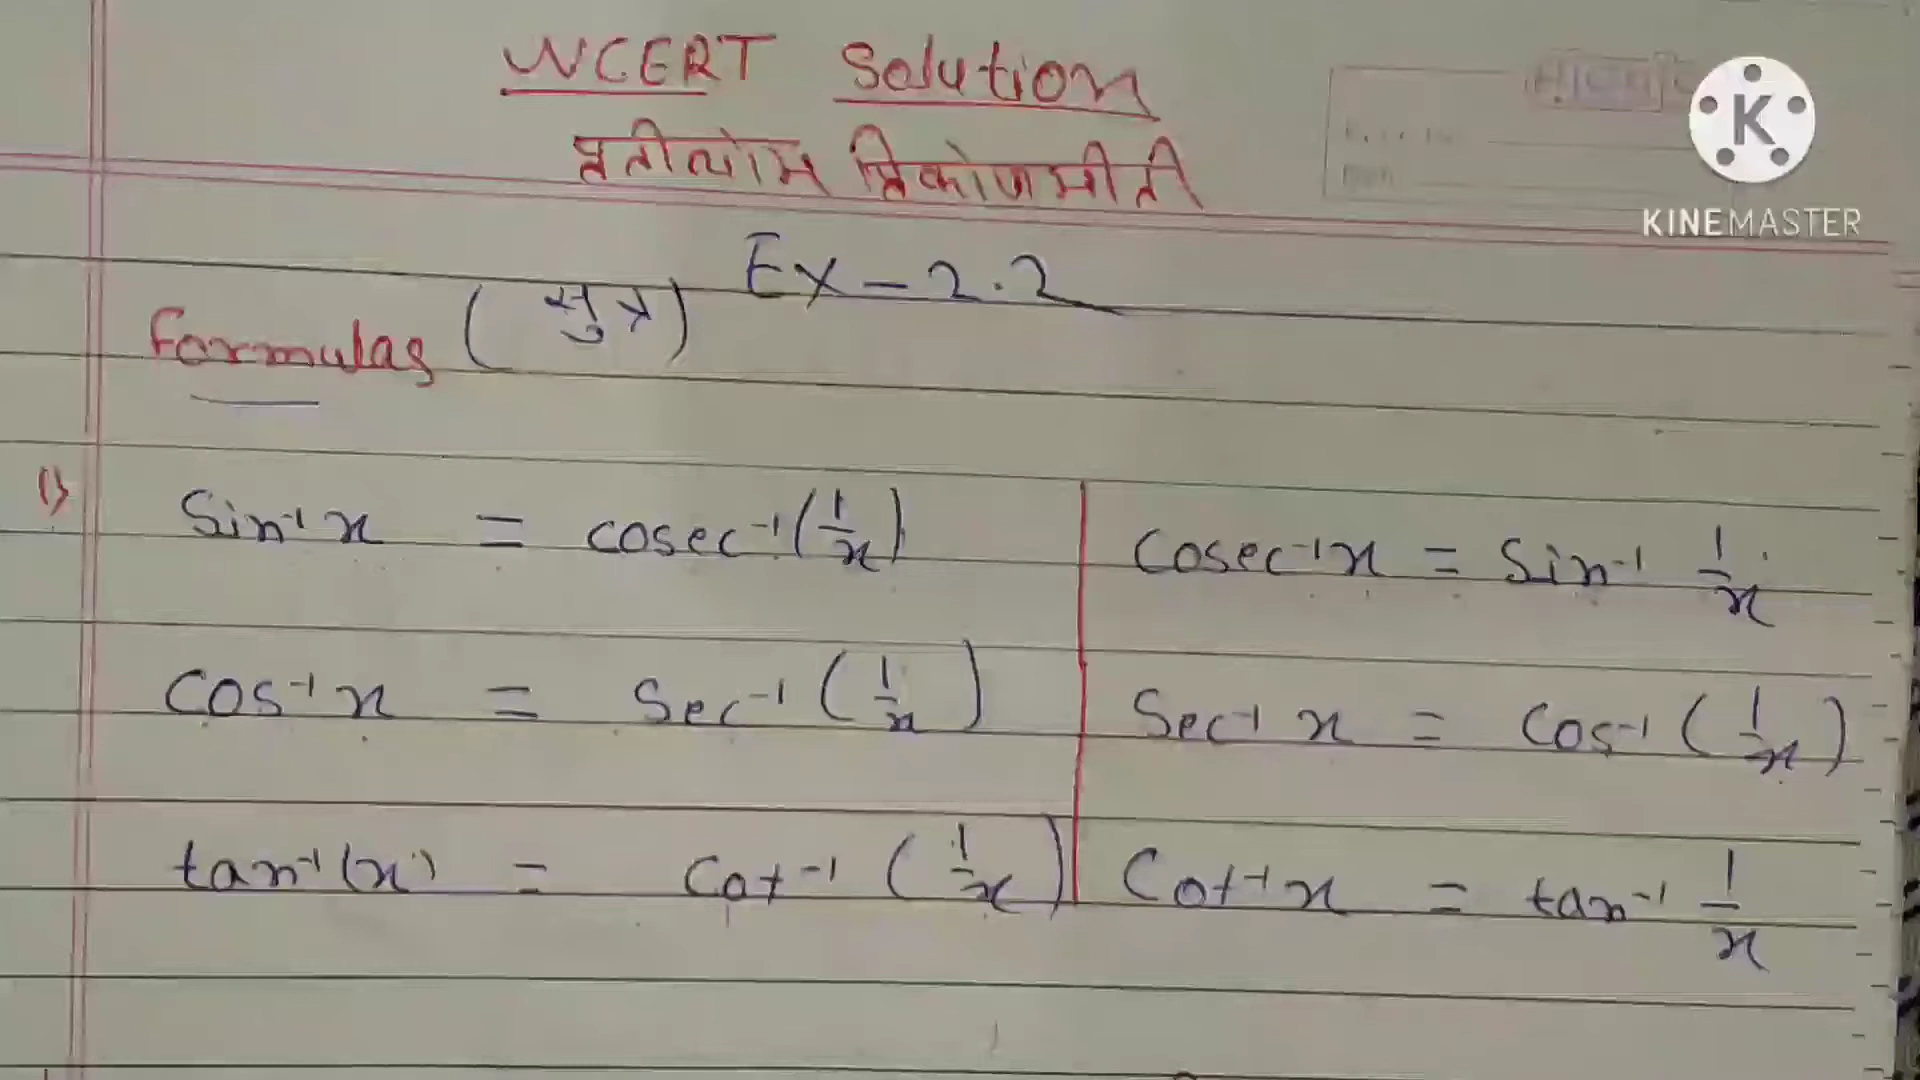 NCERT Solution
प्रतीलोम त्रिकोणमीती
Ex-2.2
Formulas (सुत्र)
1) Sin⁻¹x = cosec⁻¹(1/x)
Cosec⁻¹x = Sin⁻¹ 1/x
Cos⁻¹x = Sec⁻¹(1/x)
Sec⁻¹x = Cos⁻¹(1/x)
tan⁻¹(x) = Cot⁻¹(1/x)
Cot⁻¹x = tan⁻¹ 1/x
K
KINEMASTER